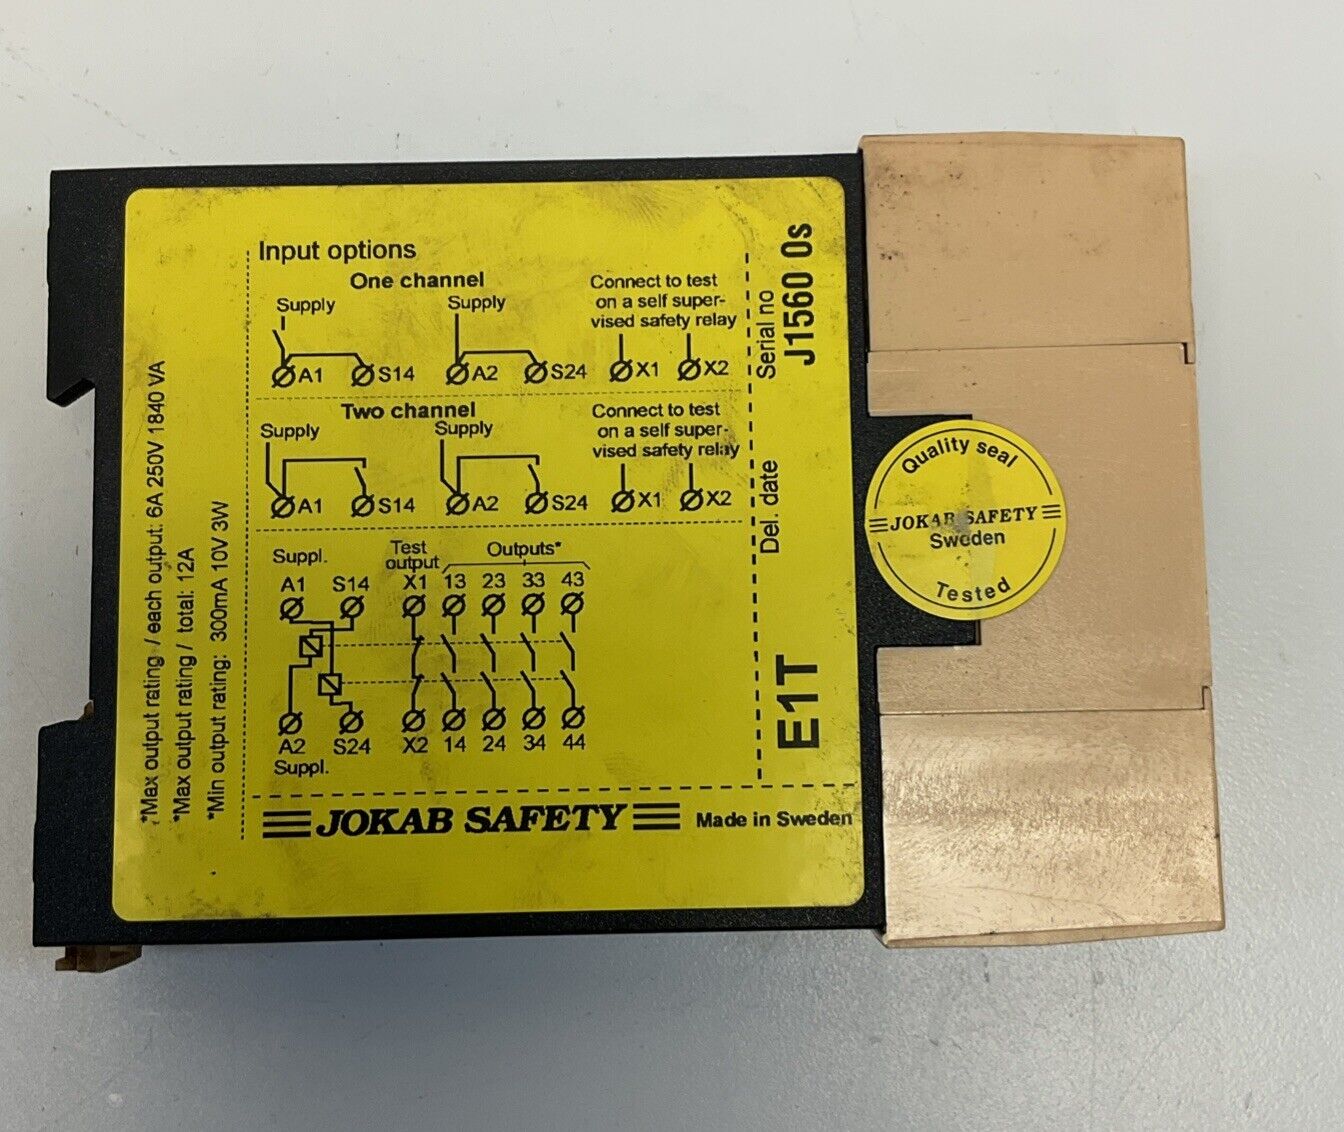 Input options
One channel
Supply
Supply
Connect to test
on a self super-
vised safety relay
A1 S14 A2 S24 X1 X2
Two channel
Supply
Supply
Connect to test
on a self super-
vised safety relay
A1 S14 A2 S24 X1 X2
Suppl.
Test
output
Outputs*
A1 S14 X1 13 23 33 43
A2 S24 X2 14 24 34 44
Suppl.
JOKAB SAFETY
Made in Sweden
*Max output rating / each output: 6A 250V 1840 VA
*Max output rating / total: 12A
*Min output rating: 300mA 10V 3W
Serial no
J1560 0s
Del. date
E1T
Quality seal
JOKAB SAFETY
Sweden
Tested